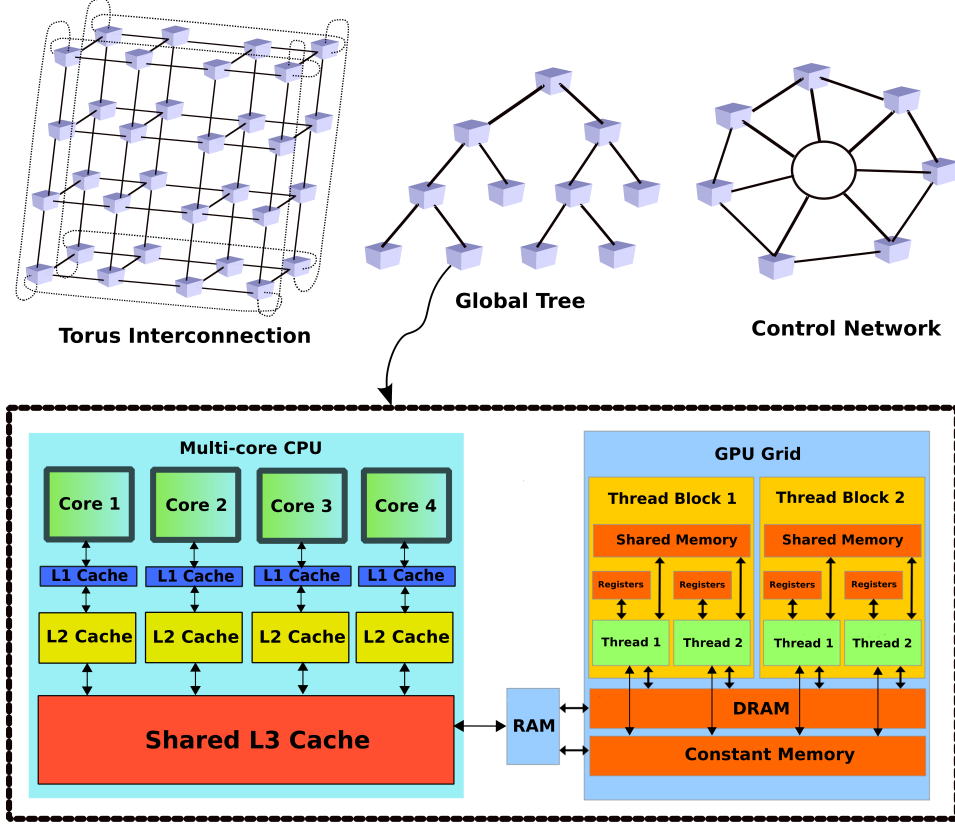 Torus Interconnection
Global Tree
Control Network
Multi-core CPU
Core 1
Core 2
Core 3
Core 4
L1 Cache
L1 Cache
L1 Cache
L1 Cache
L2 Cache
L2 Cache
L2 Cache
L2 Cache
Shared L3 Cache
RAM
GPU Grid
Thread Block 1
Thread Block 2
Shared Memory
Shared Memory
Registers
Registers
Registers
Registers
Thread 1
Thread 2
Thread 1
Thread 2
DRAM
Constant Memory